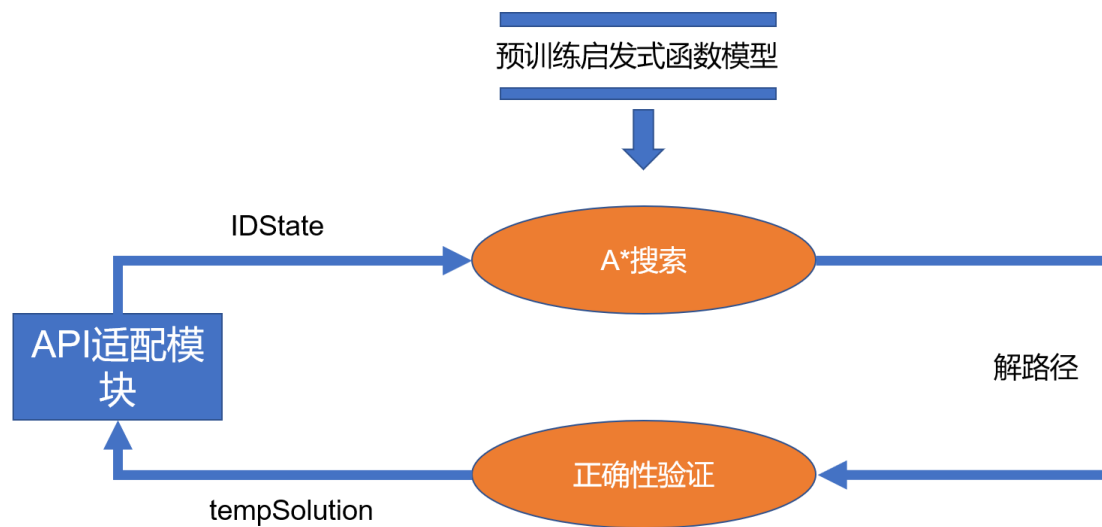 预训练启发式函数模型
IDState
A*搜索
API适配模
块
解路径
正确性验证
tempSolution